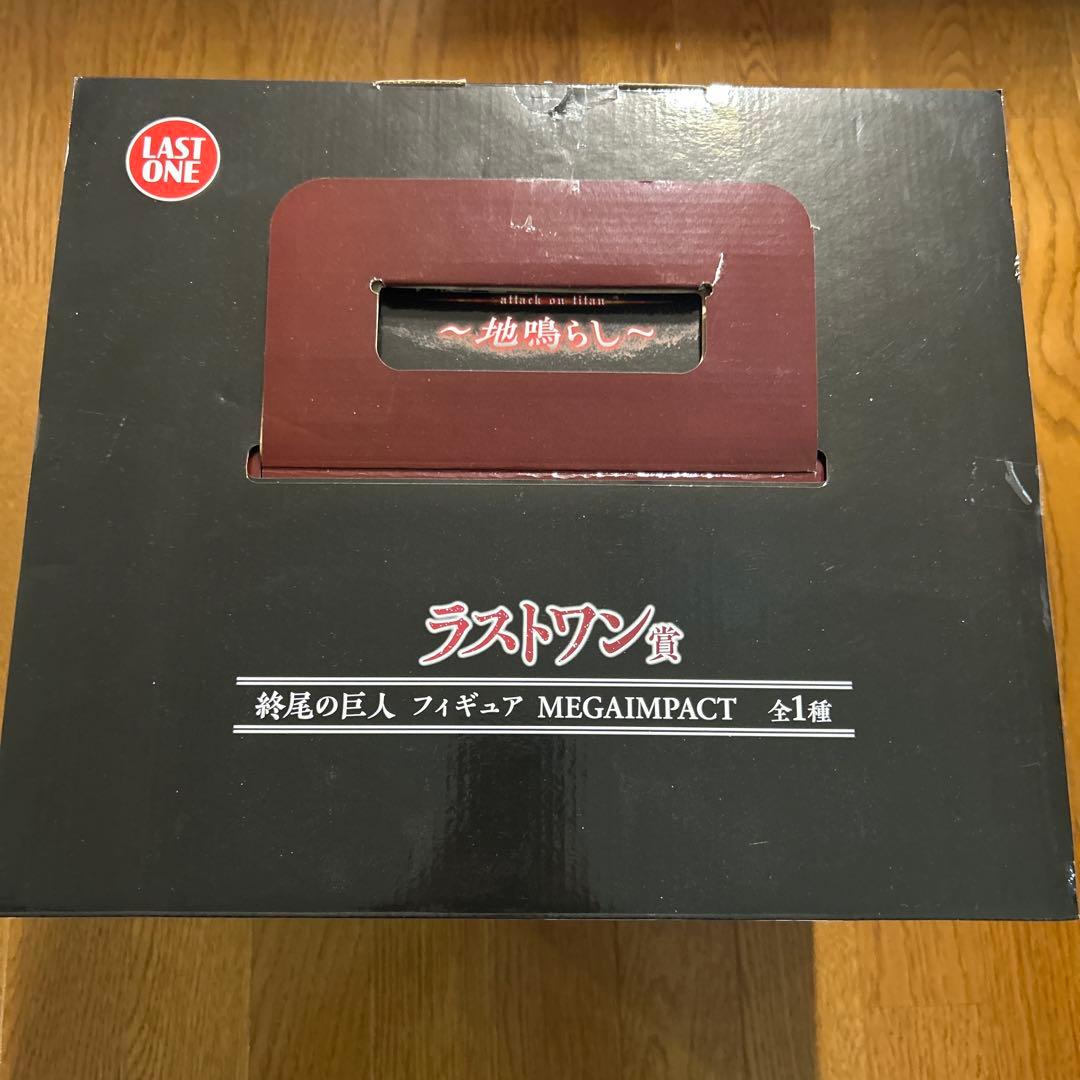 LAST
ONE
attack on titan
～地鳴らし～
ラストワン賞
終尾の巨人 フィギュア MEGAIMPACT 全1種